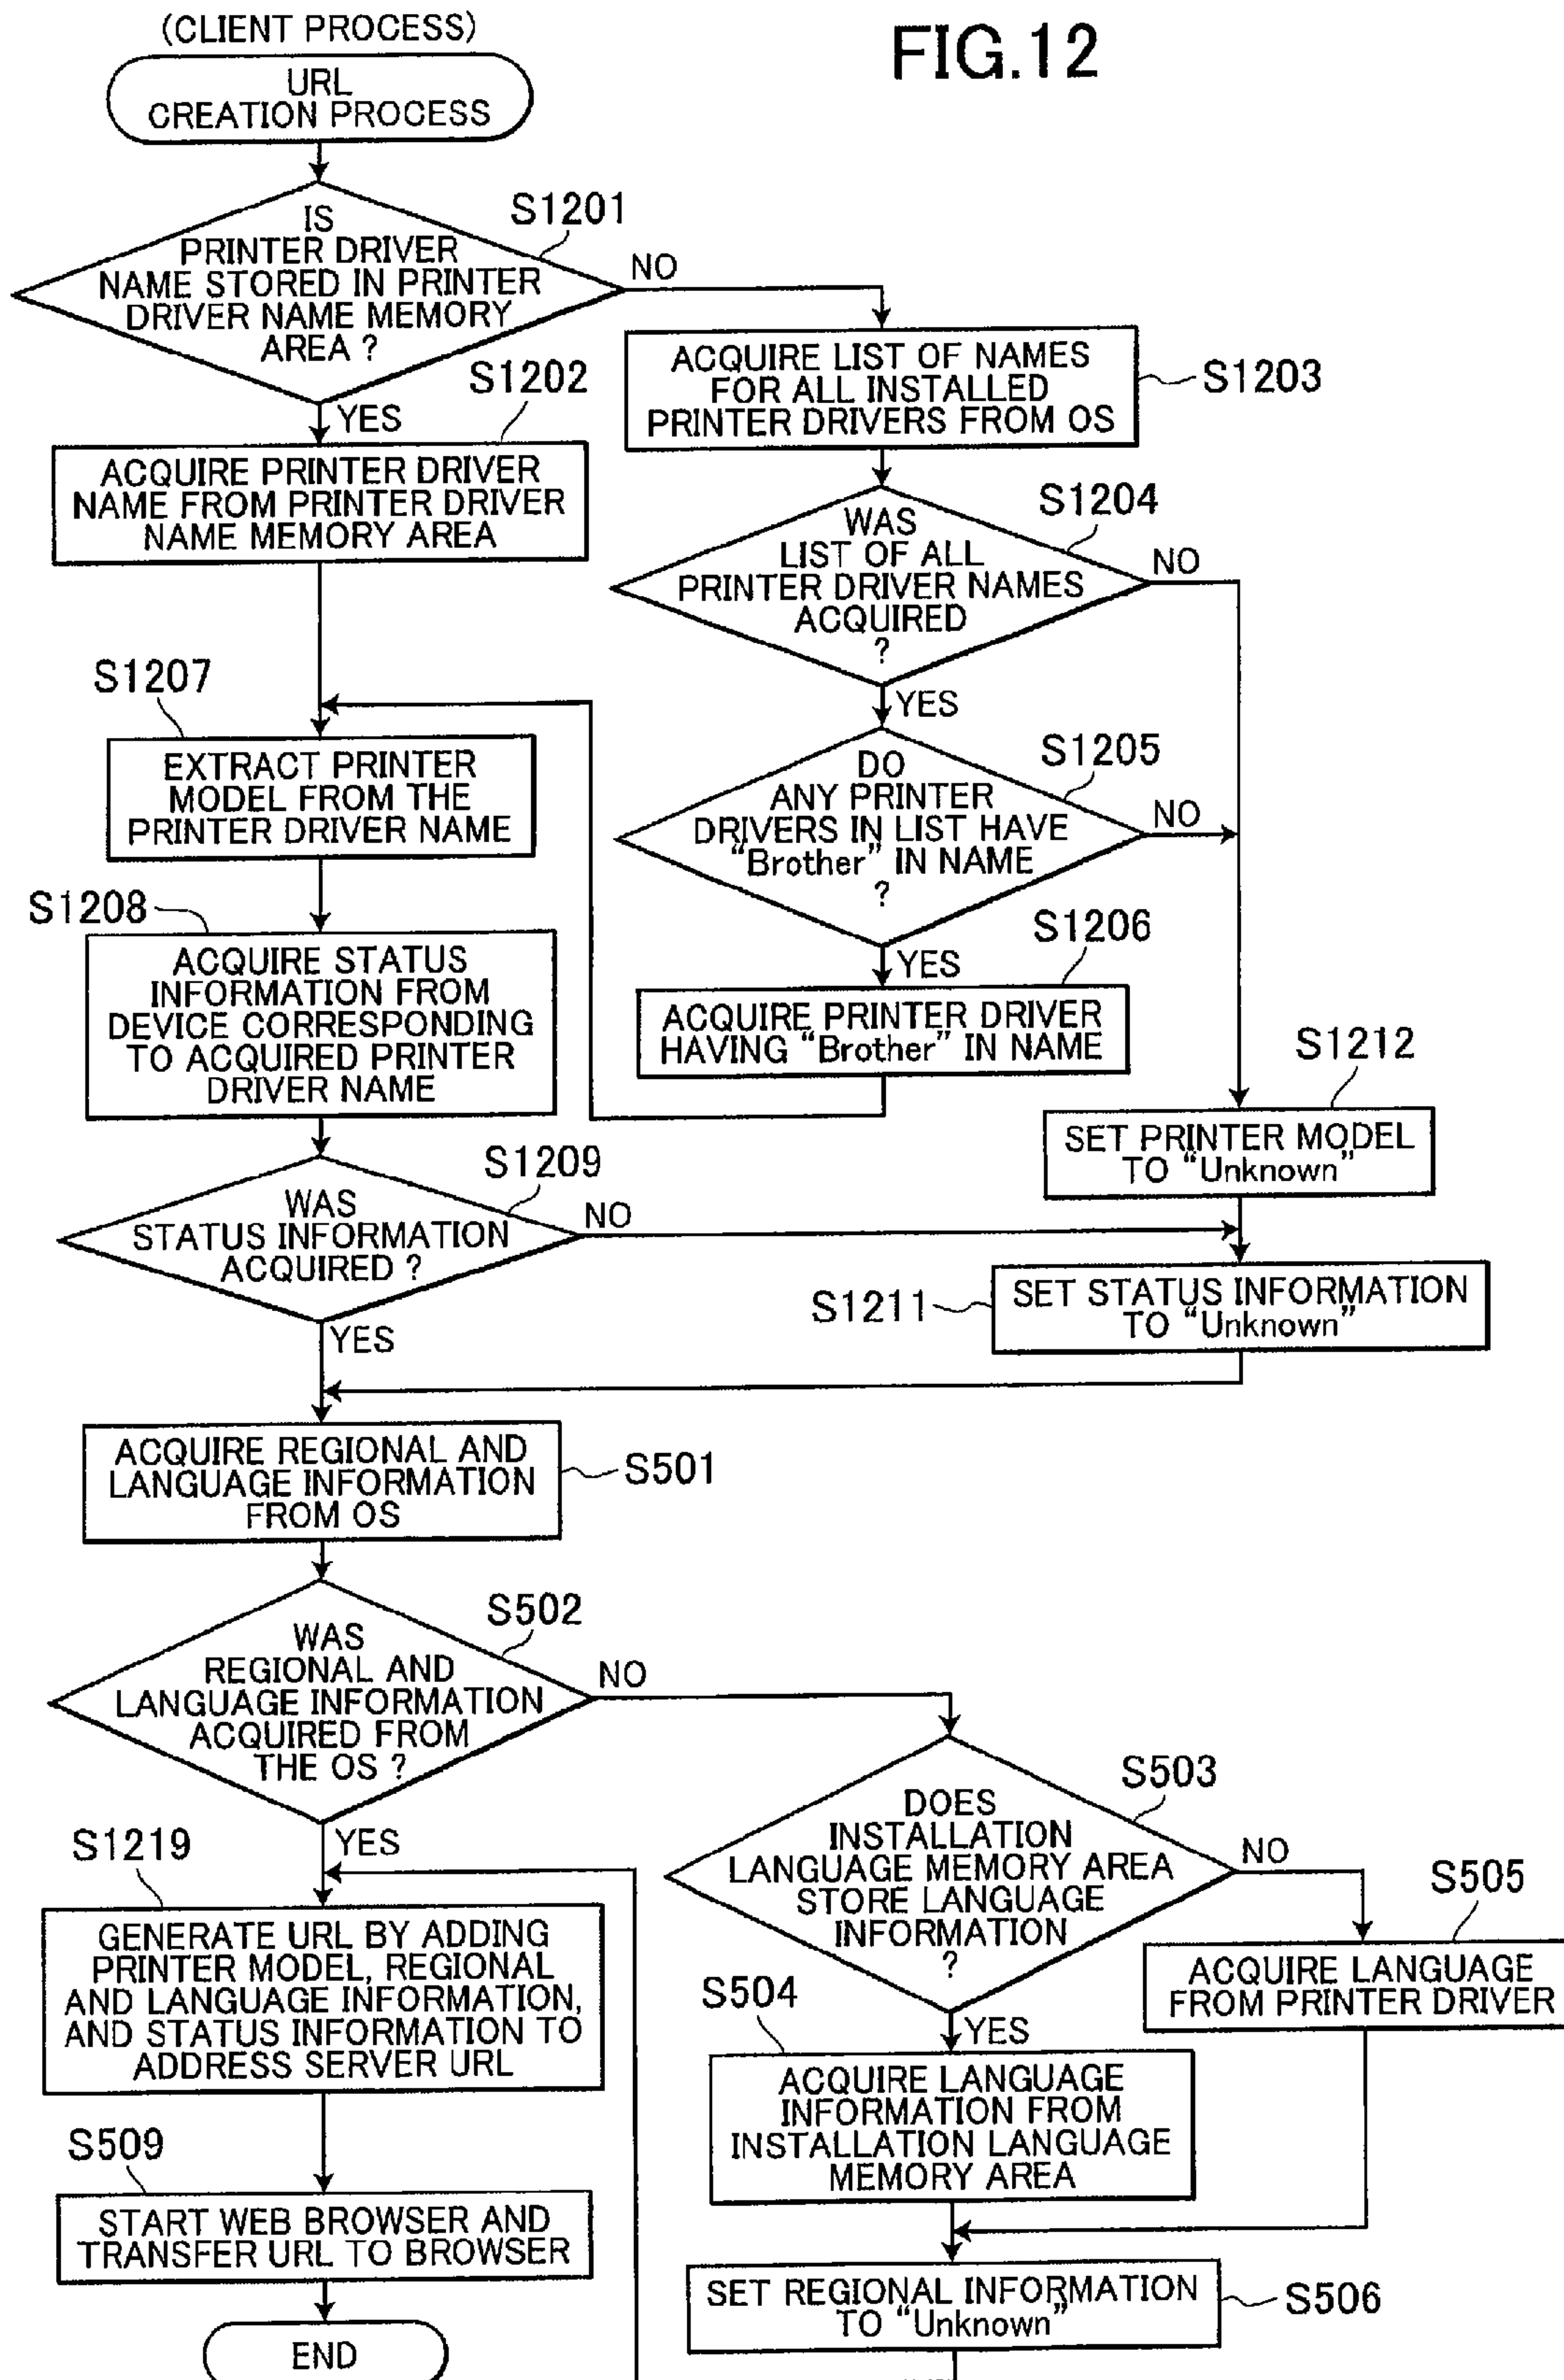 (CLIENT PROCESS)
FIG.12
URL
CREATION PROCESS
S1201
IS
PRINTER DRIVER
NAME STORED IN PRINTER
DRIVER NAME MEMORY
AREA ?
NO
YES
S1202
ACQUIRE PRINTER DRIVER
NAME FROM PRINTER DRIVER
NAME MEMORY AREA
ACQUIRE LIST OF NAMES
FOR ALL INSTALLED
PRINTER DRIVERS FROM OS
S1203
S1204
WAS
LIST OF ALL
PRINTER DRIVER NAMES
ACQUIRED
?
NO
YES
S1205
DO
ANY PRINTER
DRIVERS IN LIST HAVE
“Brother” IN NAME
?
NO
YES
S1206
ACQUIRE PRINTER DRIVER
HAVING “Brother” IN NAME
S1207
EXTRACT PRINTER
MODEL FROM THE
PRINTER DRIVER NAME
S1208
ACQUIRE STATUS
INFORMATION FROM
DEVICE CORRESPONDING
TO ACQUIRED PRINTER
DRIVER NAME
S1212
SET PRINTER MODEL
TO “Unknown”
S1209
WAS
STATUS INFORMATION
ACQUIRED ?
NO
YES
S1211
SET STATUS INFORMATION
TO “Unknown”
ACQUIRE REGIONAL AND
LANGUAGE INFORMATION
FROM OS
S501
S502
WAS
REGIONAL AND
LANGUAGE INFORMATION
ACQUIRED FROM
THE OS ?
NO
YES
S503
DOES
INSTALLATION
LANGUAGE MEMORY AREA
STORE LANGUAGE
INFORMATION
?
NO
YES
S505
ACQUIRE LANGUAGE
FROM PRINTER DRIVER
S504
ACQUIRE LANGUAGE
INFORMATION FROM
INSTALLATION LANGUAGE
MEMORY AREA
SET REGIONAL INFORMATION
TO “Unknown”
S506
S1219
GENERATE URL BY ADDING
PRINTER MODEL, REGIONAL
AND LANGUAGE INFORMATION,
AND STATUS INFORMATION TO
ADDRESS SERVER URL
S509
START WEB BROWSER AND
TRANSFER URL TO BROWSER
END